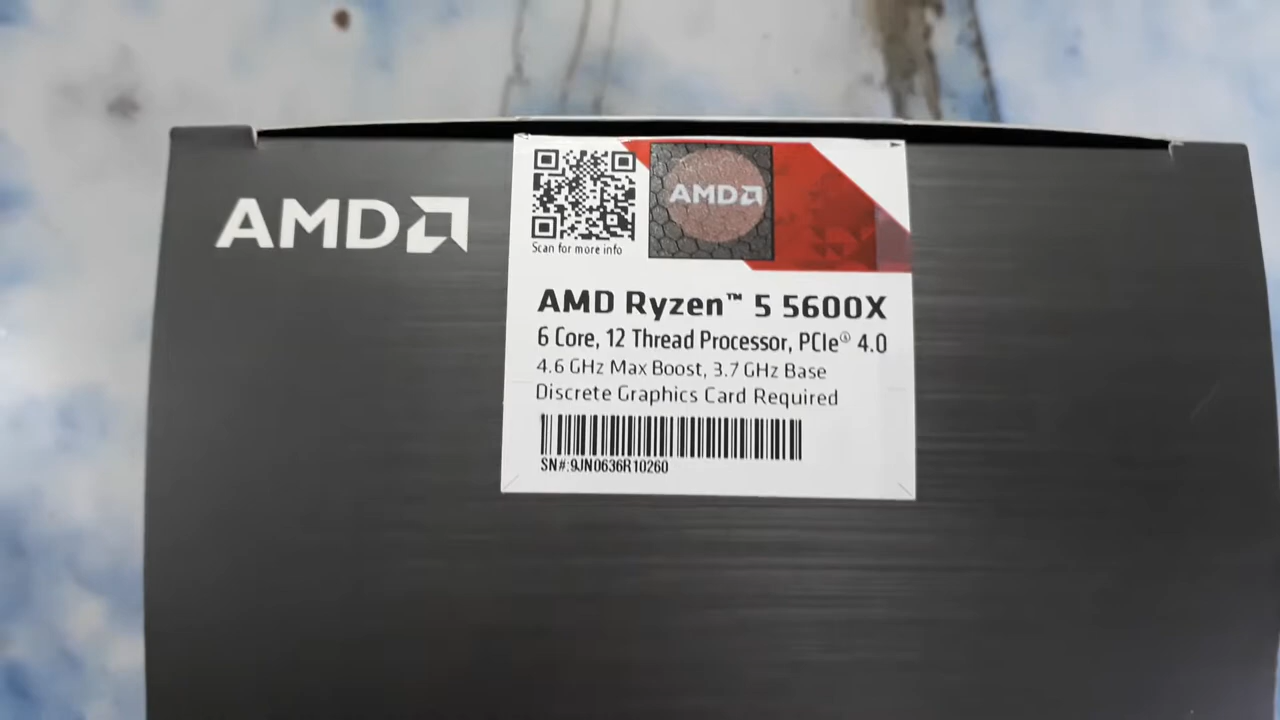 AMD
Scan for more info
AMD
AMD Ryzen™ 5 5600X
6 Core, 12 Thread Processor, PCIe® 4.0
4.6 GHz Max Boost, 3.7 GHz Base
Discrete Graphics Card Required
SN#:9JN0636R10260